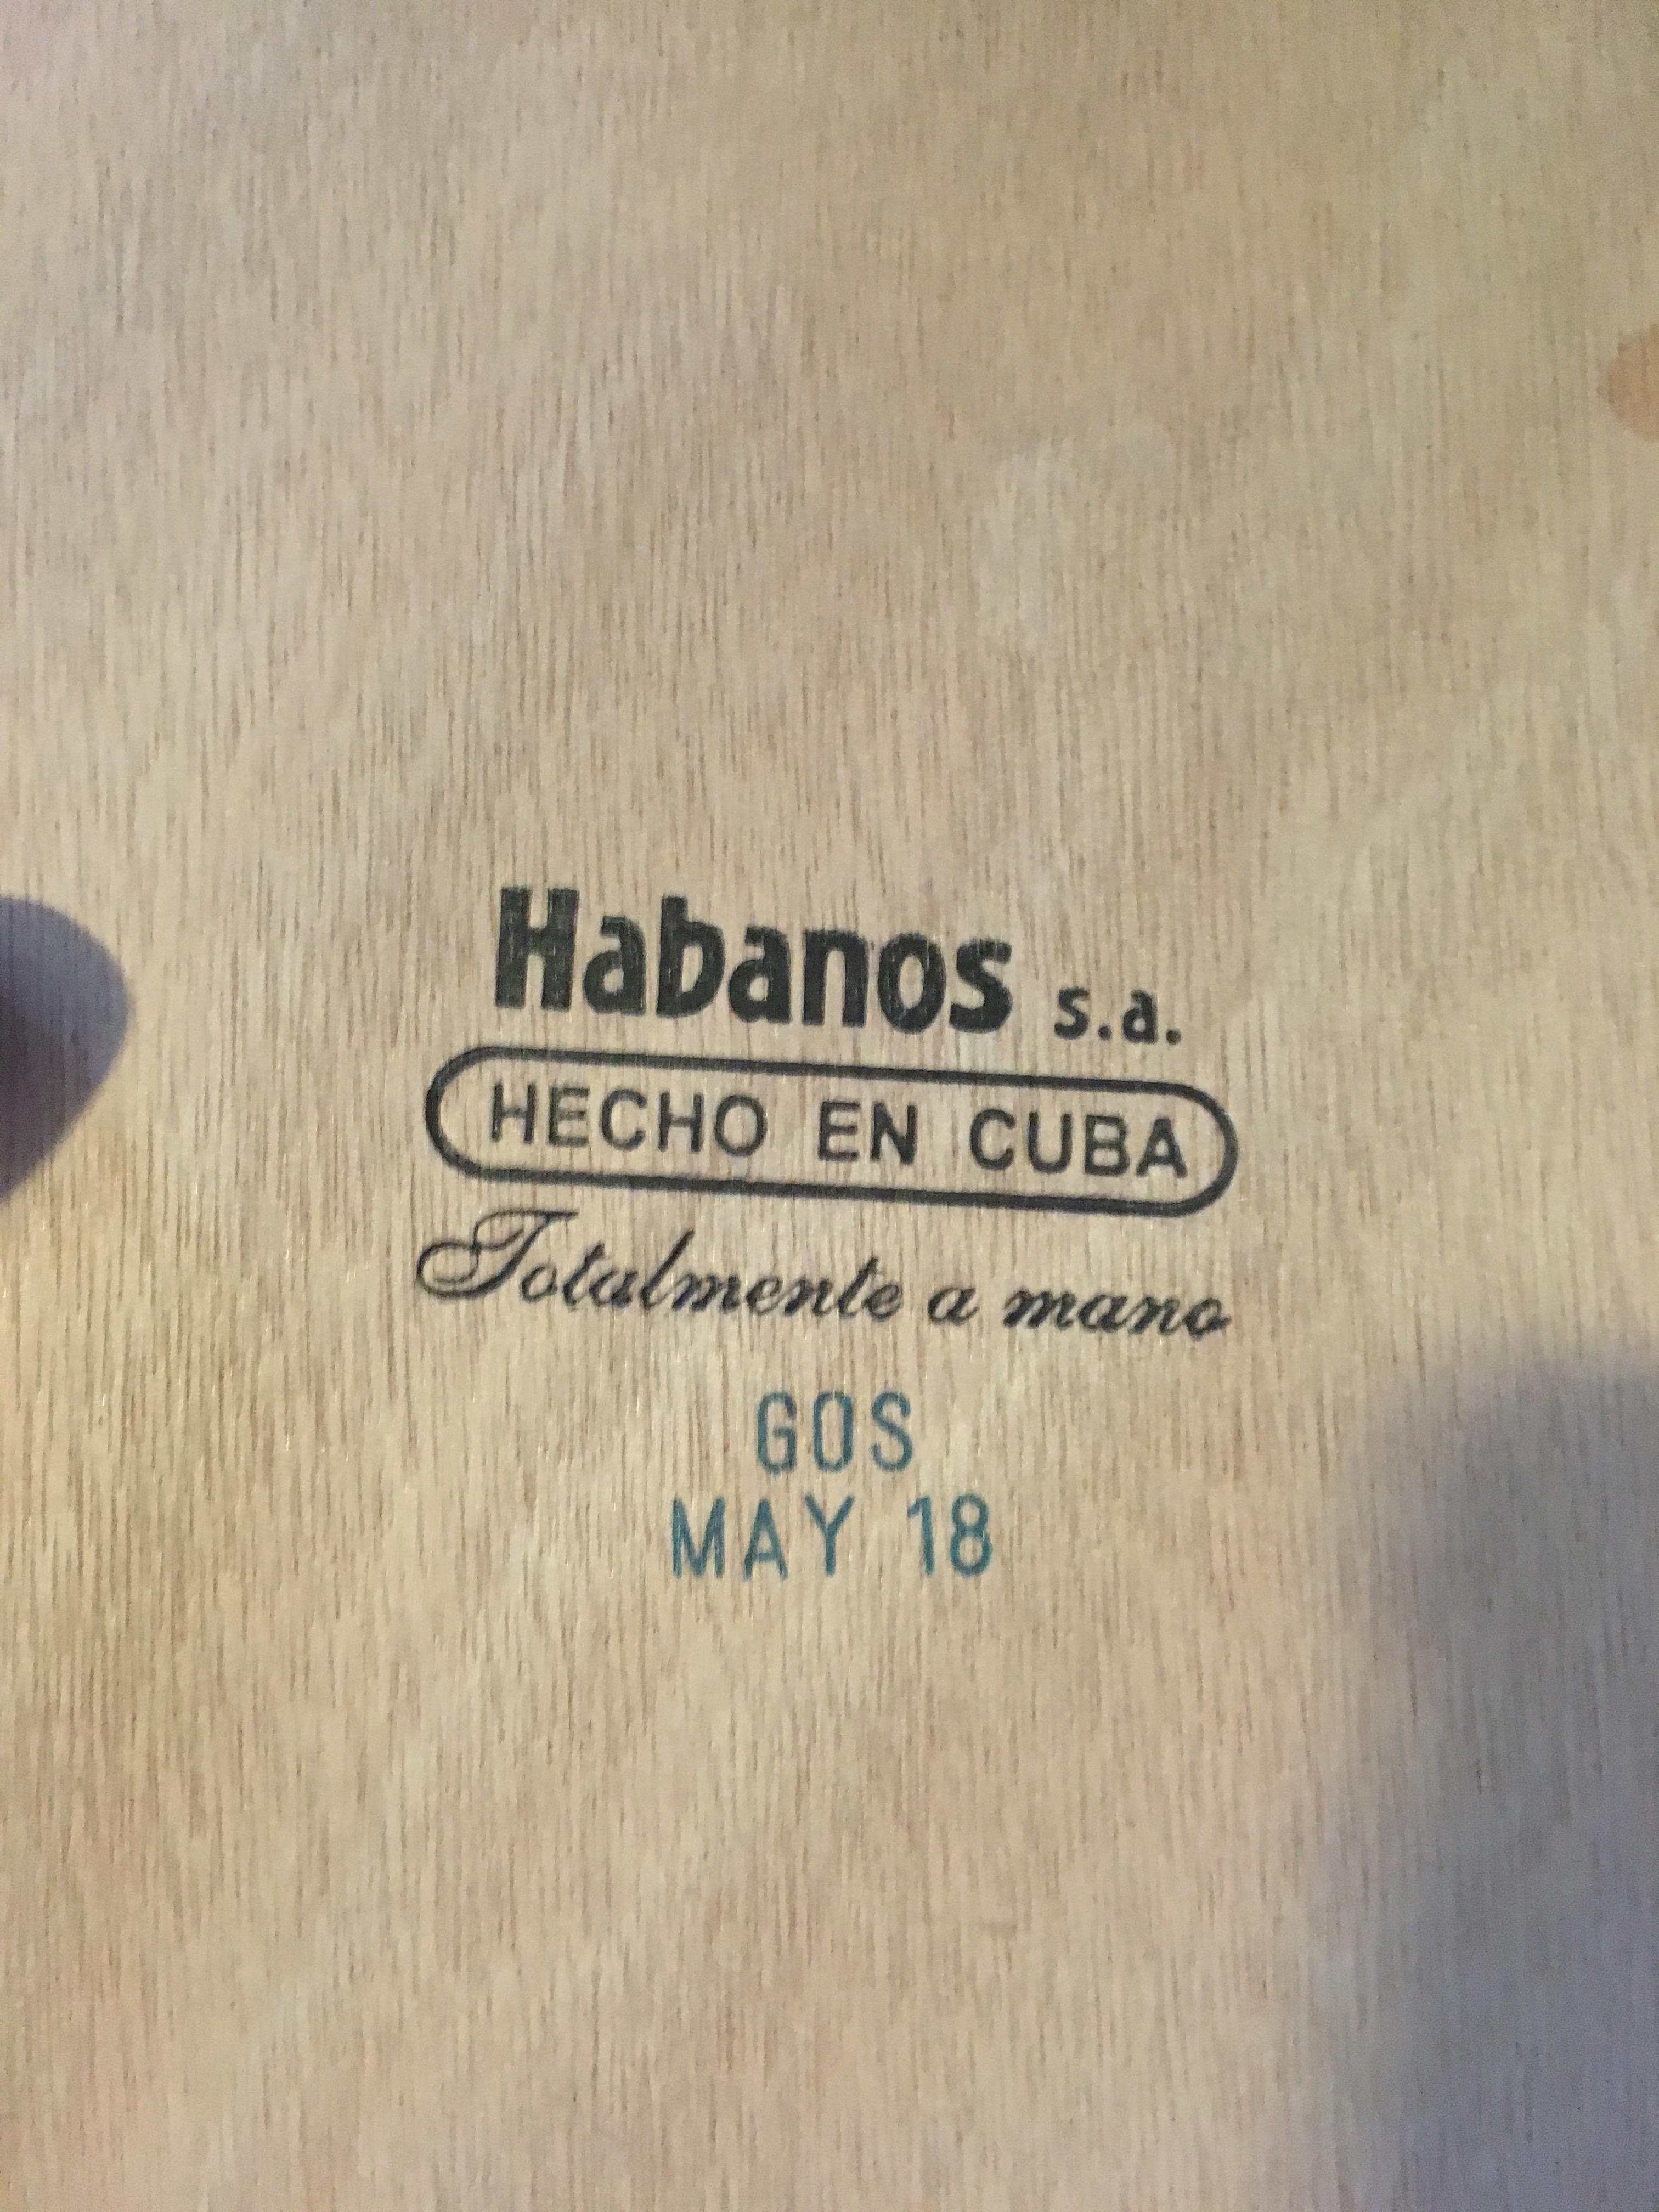 Habanos s.a.
HECHO EN CUBA
Totalmente a mano
GOS
MAY 18